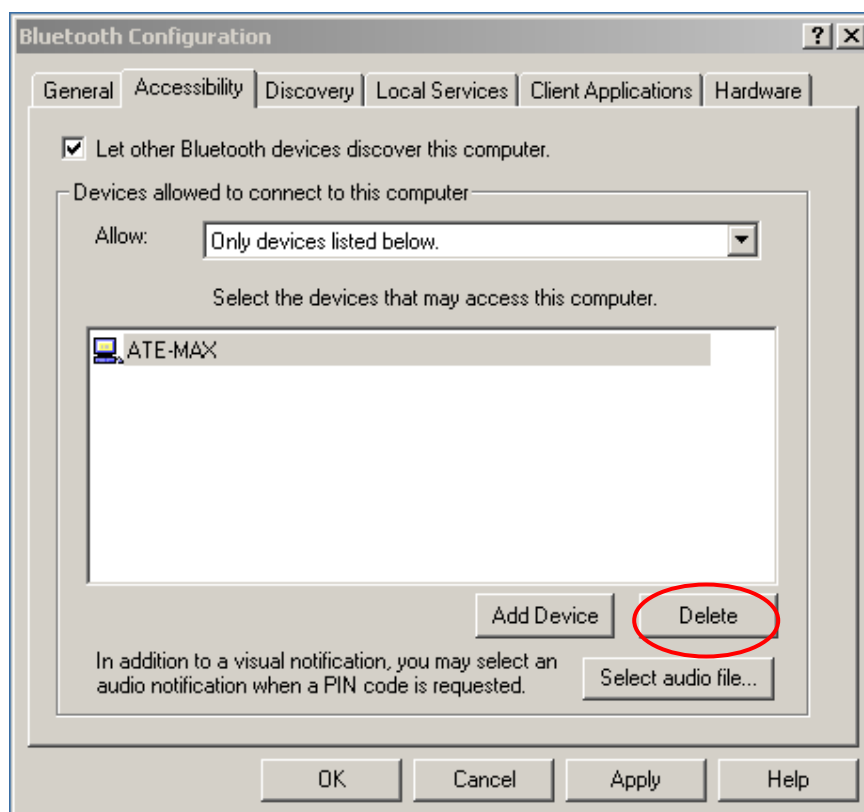 Bluetooth Configuration
General Accessibility Discovery Local Services Client Applications Hardware
Let other Bluetooth devices discover this computer.
Devices allowed to connect to this computer
Allow: Only devices listed below.
Select the devices that may access this computer.
ATE-MAX
Add Device Delete
In addition to a visual notification, you may select an
audio notification when a PIN code is requested.
Select audio file...
OK Cancel Apply Help